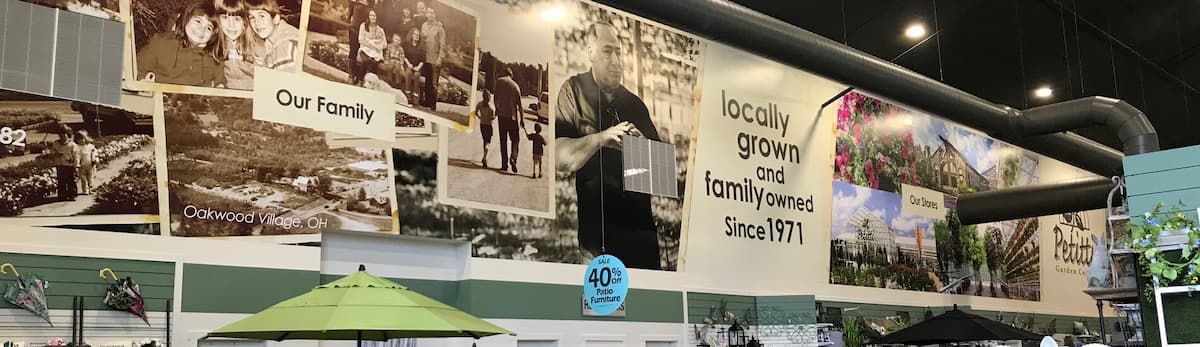 82
Our Family
Oakwood Village, OH
locally
grown
and
family owned
Since 1971
Our Stores
Petitti
Garden Ce
SALE
40% Off
Patio
Furniture